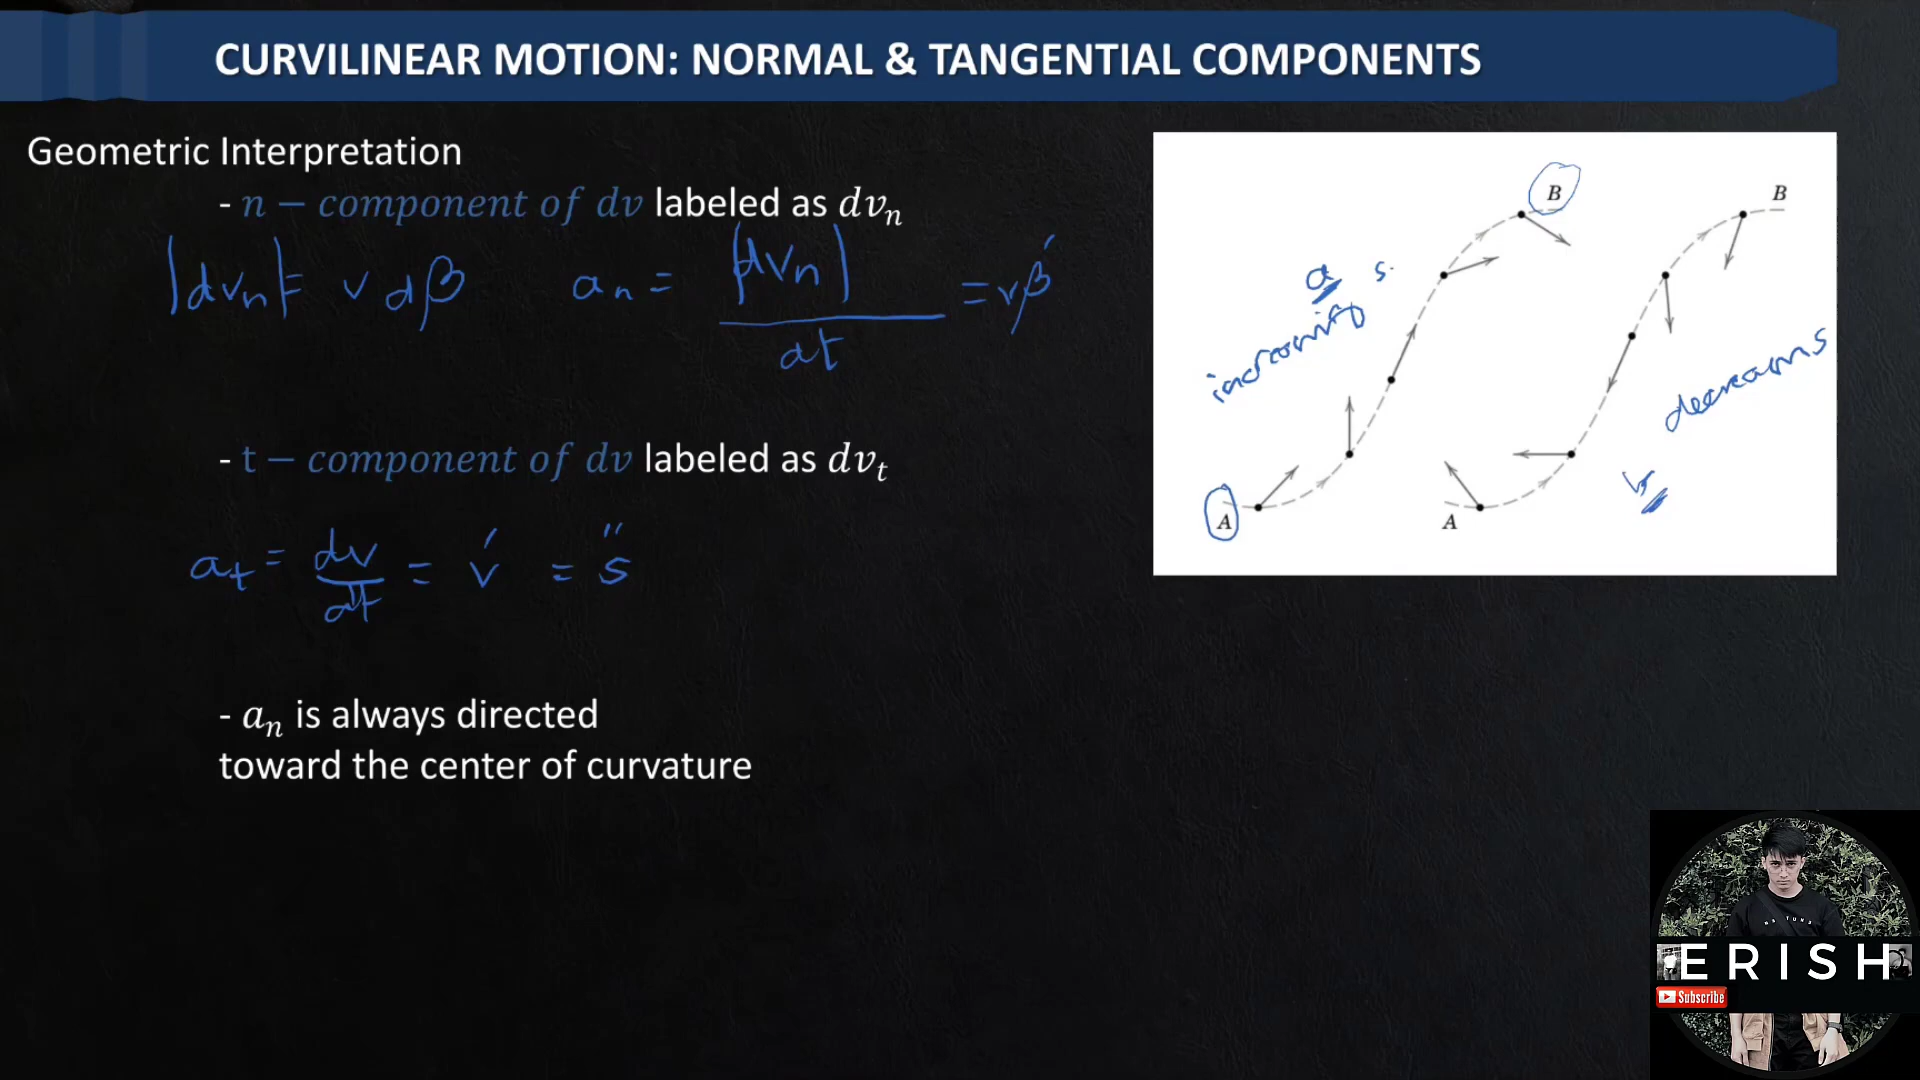 CURVILINEAR MOTION: NORMAL & TANGENTIAL COMPONENTS
Geometric Interpretation
- n − component of dv labeled as dvₙ
|dvₙ| = v dβ   aₙ = |dvₙ| / dt = vβ̇
- t − component of dv labeled as dvₜ
aₜ = dv/dt = v̇ = s̈
- aₙ is always directed
toward the center of curvature
B
B
a s.
increasing
A
A
b
ERISH
Subscribe